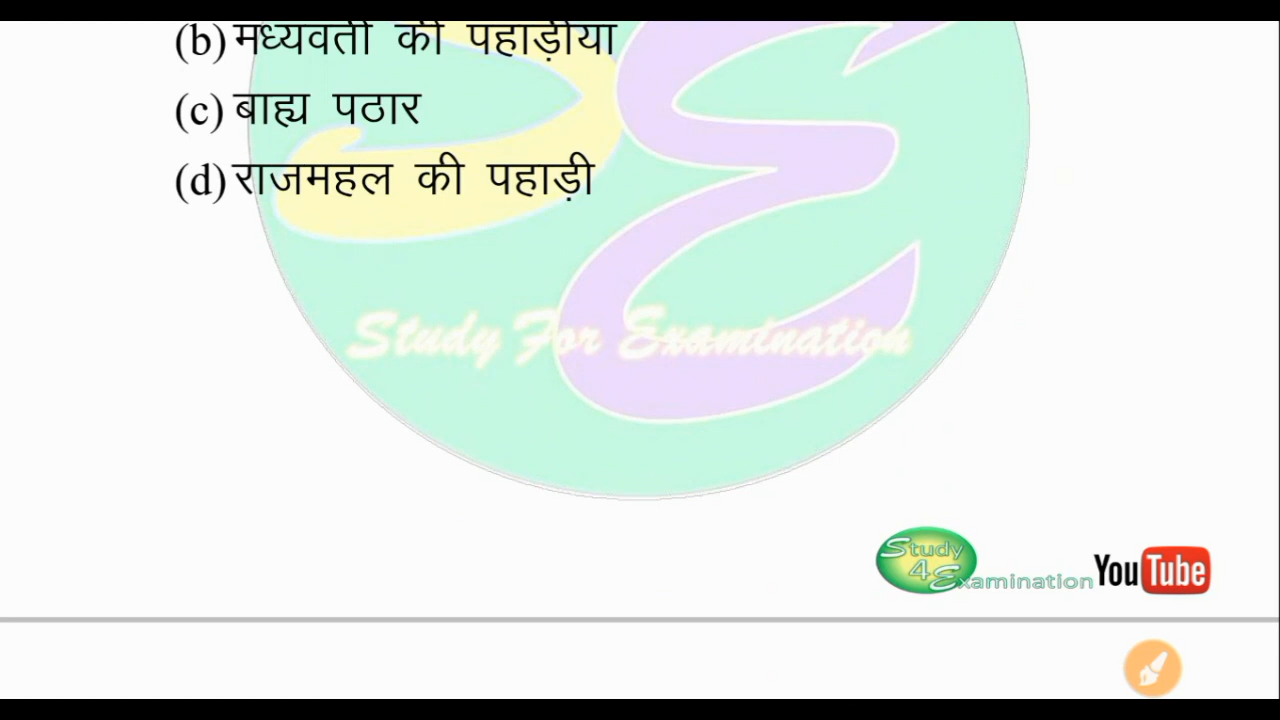 (b) मध्यवर्ती की पहाड़ीया
(c) बाह्य पठार
(d) राजमहल की पहाड़ी
Study For Examination
Study
4 Examination YouTube